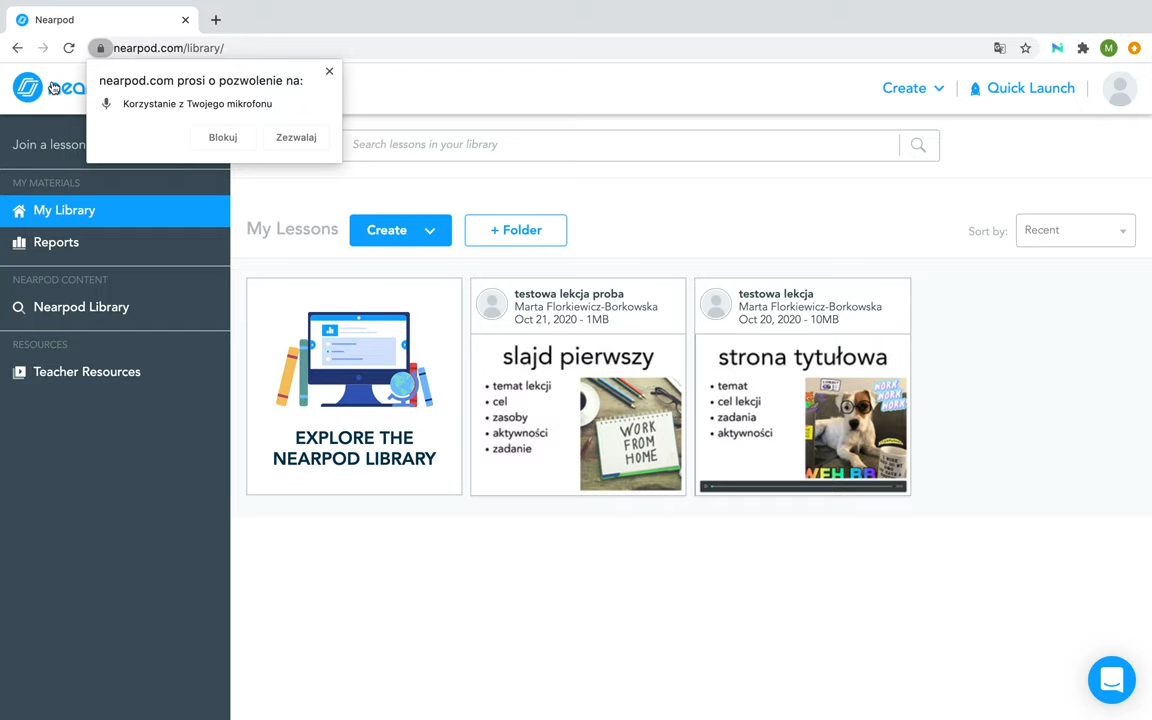 Nearpod
nearpod.com/library/
M
nearpod.com prosi o pozwolenie na:
Korzystanie z Twojego mikrofonu
Blokuj
Zezwalaj
Create
Quick Launch
Join a lesson
Search lessons in your library
MY MATERIALS
My Library
Reports
NEARPOD CONTENT
Nearpod Library
RESOURCES
Teacher Resources
My Lessons
Create
+ Folder
Sort by:
Recent
EXPLORE THE
NEARPOD LIBRARY
testowa lekcja proba
Marta Florkiewicz-Borkowska
Oct 21, 2020 - 1MB
slajd pierwszy
• temat lekcji
• cel
• zasoby
• aktywności
• zadanie
WORK
FROM
HOME
testowa lekcja
Marta Florkiewicz-Borkowska
Oct 20, 2020 - 10MB
strona tytułowa
• temat
• cel lekcji
• zadania
• aktywności
WORK
WORK
WORK